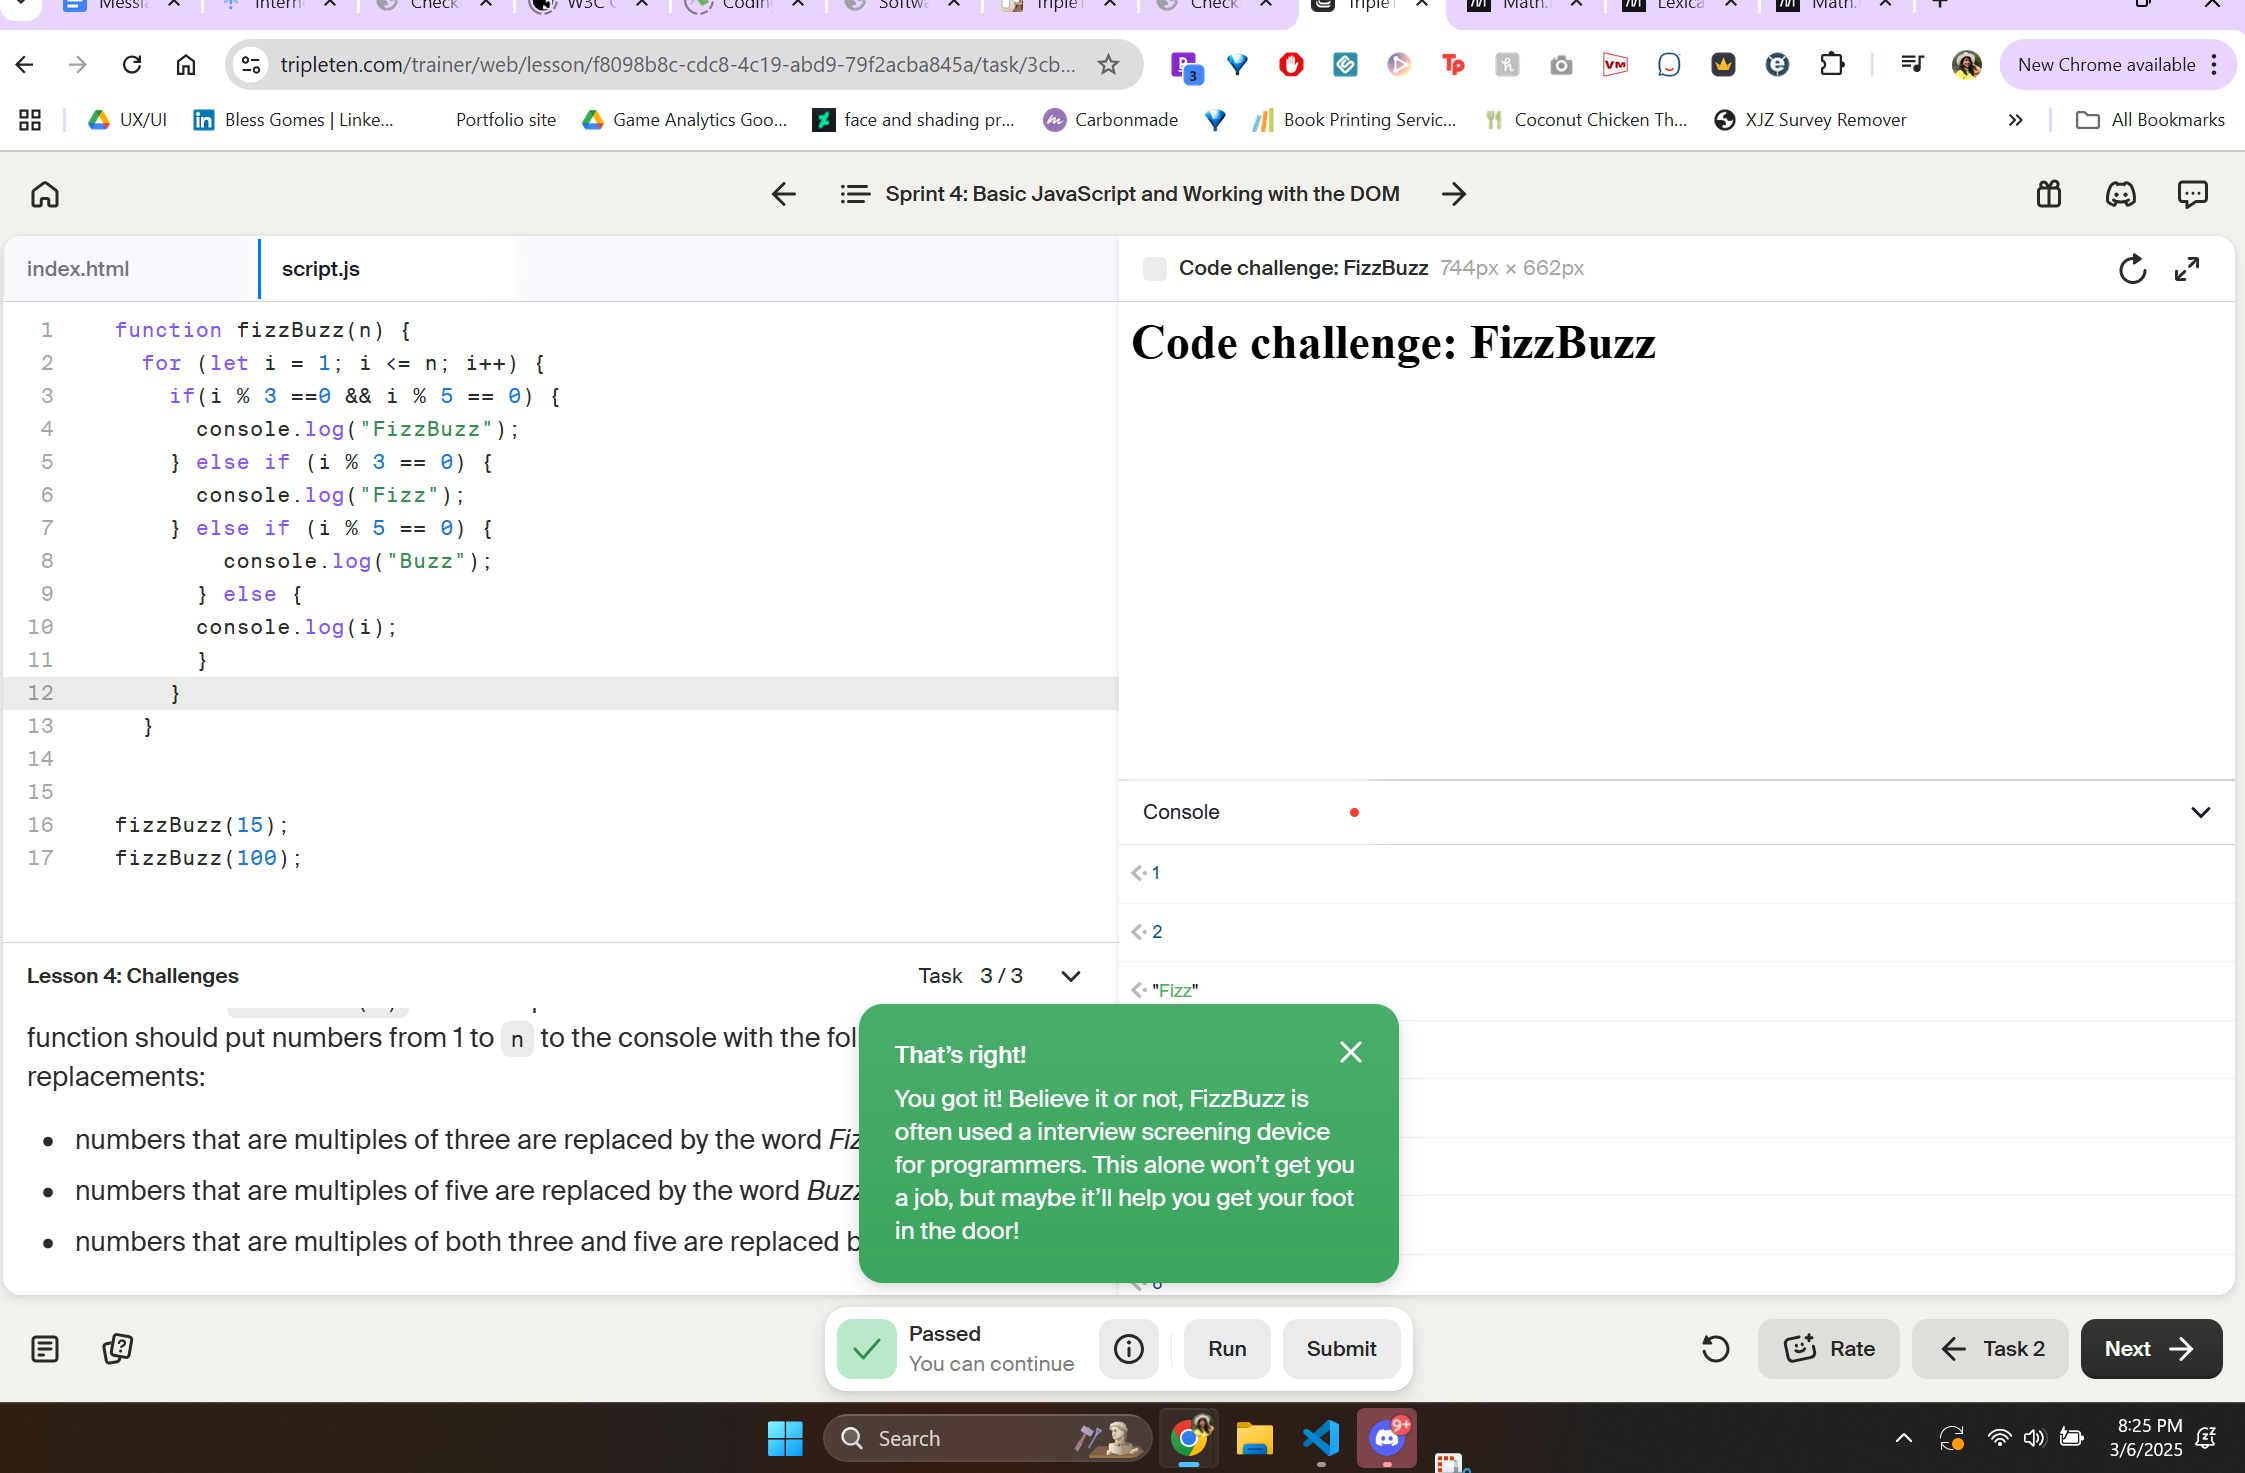 Messi
Intern
Check
W3C
Coding
Softwa
Triple
Check
Triple
Math.
Lexica
Math.
tripleten.com/trainer/web/lesson/f8098b8c-cdc8-4c19-abd9-79f2acba845a/task/3cb...
3
New Chrome available
UX/UI
Bless Gomes | Linke...
Portfolio site
Game Analytics Goo...
face and shading pr...
Carbonmade
Book Printing Servic...
Coconut Chicken Th...
XJZ Survey Remover
All Bookmarks
Sprint 4: Basic JavaScript and Working with the DOM
index.html
script.js
1 function fizzBuzz(n) {
2 for (let i = 1; i <= n; i++) {
3 if(i % 3 ==0 && i % 5 == 0) {
4 console.log("FizzBuzz");
5 } else if (i % 3 == 0) {
6 console.log("Fizz");
7 } else if (i % 5 == 0) {
8 console.log("Buzz");
9 } else {
10 console.log(i);
11 }
12 }
13 }
14
15
16 fizzBuzz(15);
17 fizzBuzz(100);
Code challenge: FizzBuzz 744px × 662px
Code challenge: FizzBuzz
Console
1
2
"Fizz"
Lesson 4: Challenges
Task 3 / 3
function should put numbers from 1 to n to the console with the fol
replacements:
• numbers that are multiples of three are replaced by the word Fiz
• numbers that are multiples of five are replaced by the word Buzz
• numbers that are multiples of both three and five are replaced b
That's right!
You got it! Believe it or not, FizzBuzz is
often used a interview screening device
for programmers. This alone won't get you
a job, but maybe it'll help you get your foot
in the door!
Passed
You can continue
Run
Submit
Rate
Task 2
Next
Search
9+
8:25 PM
3/6/2025